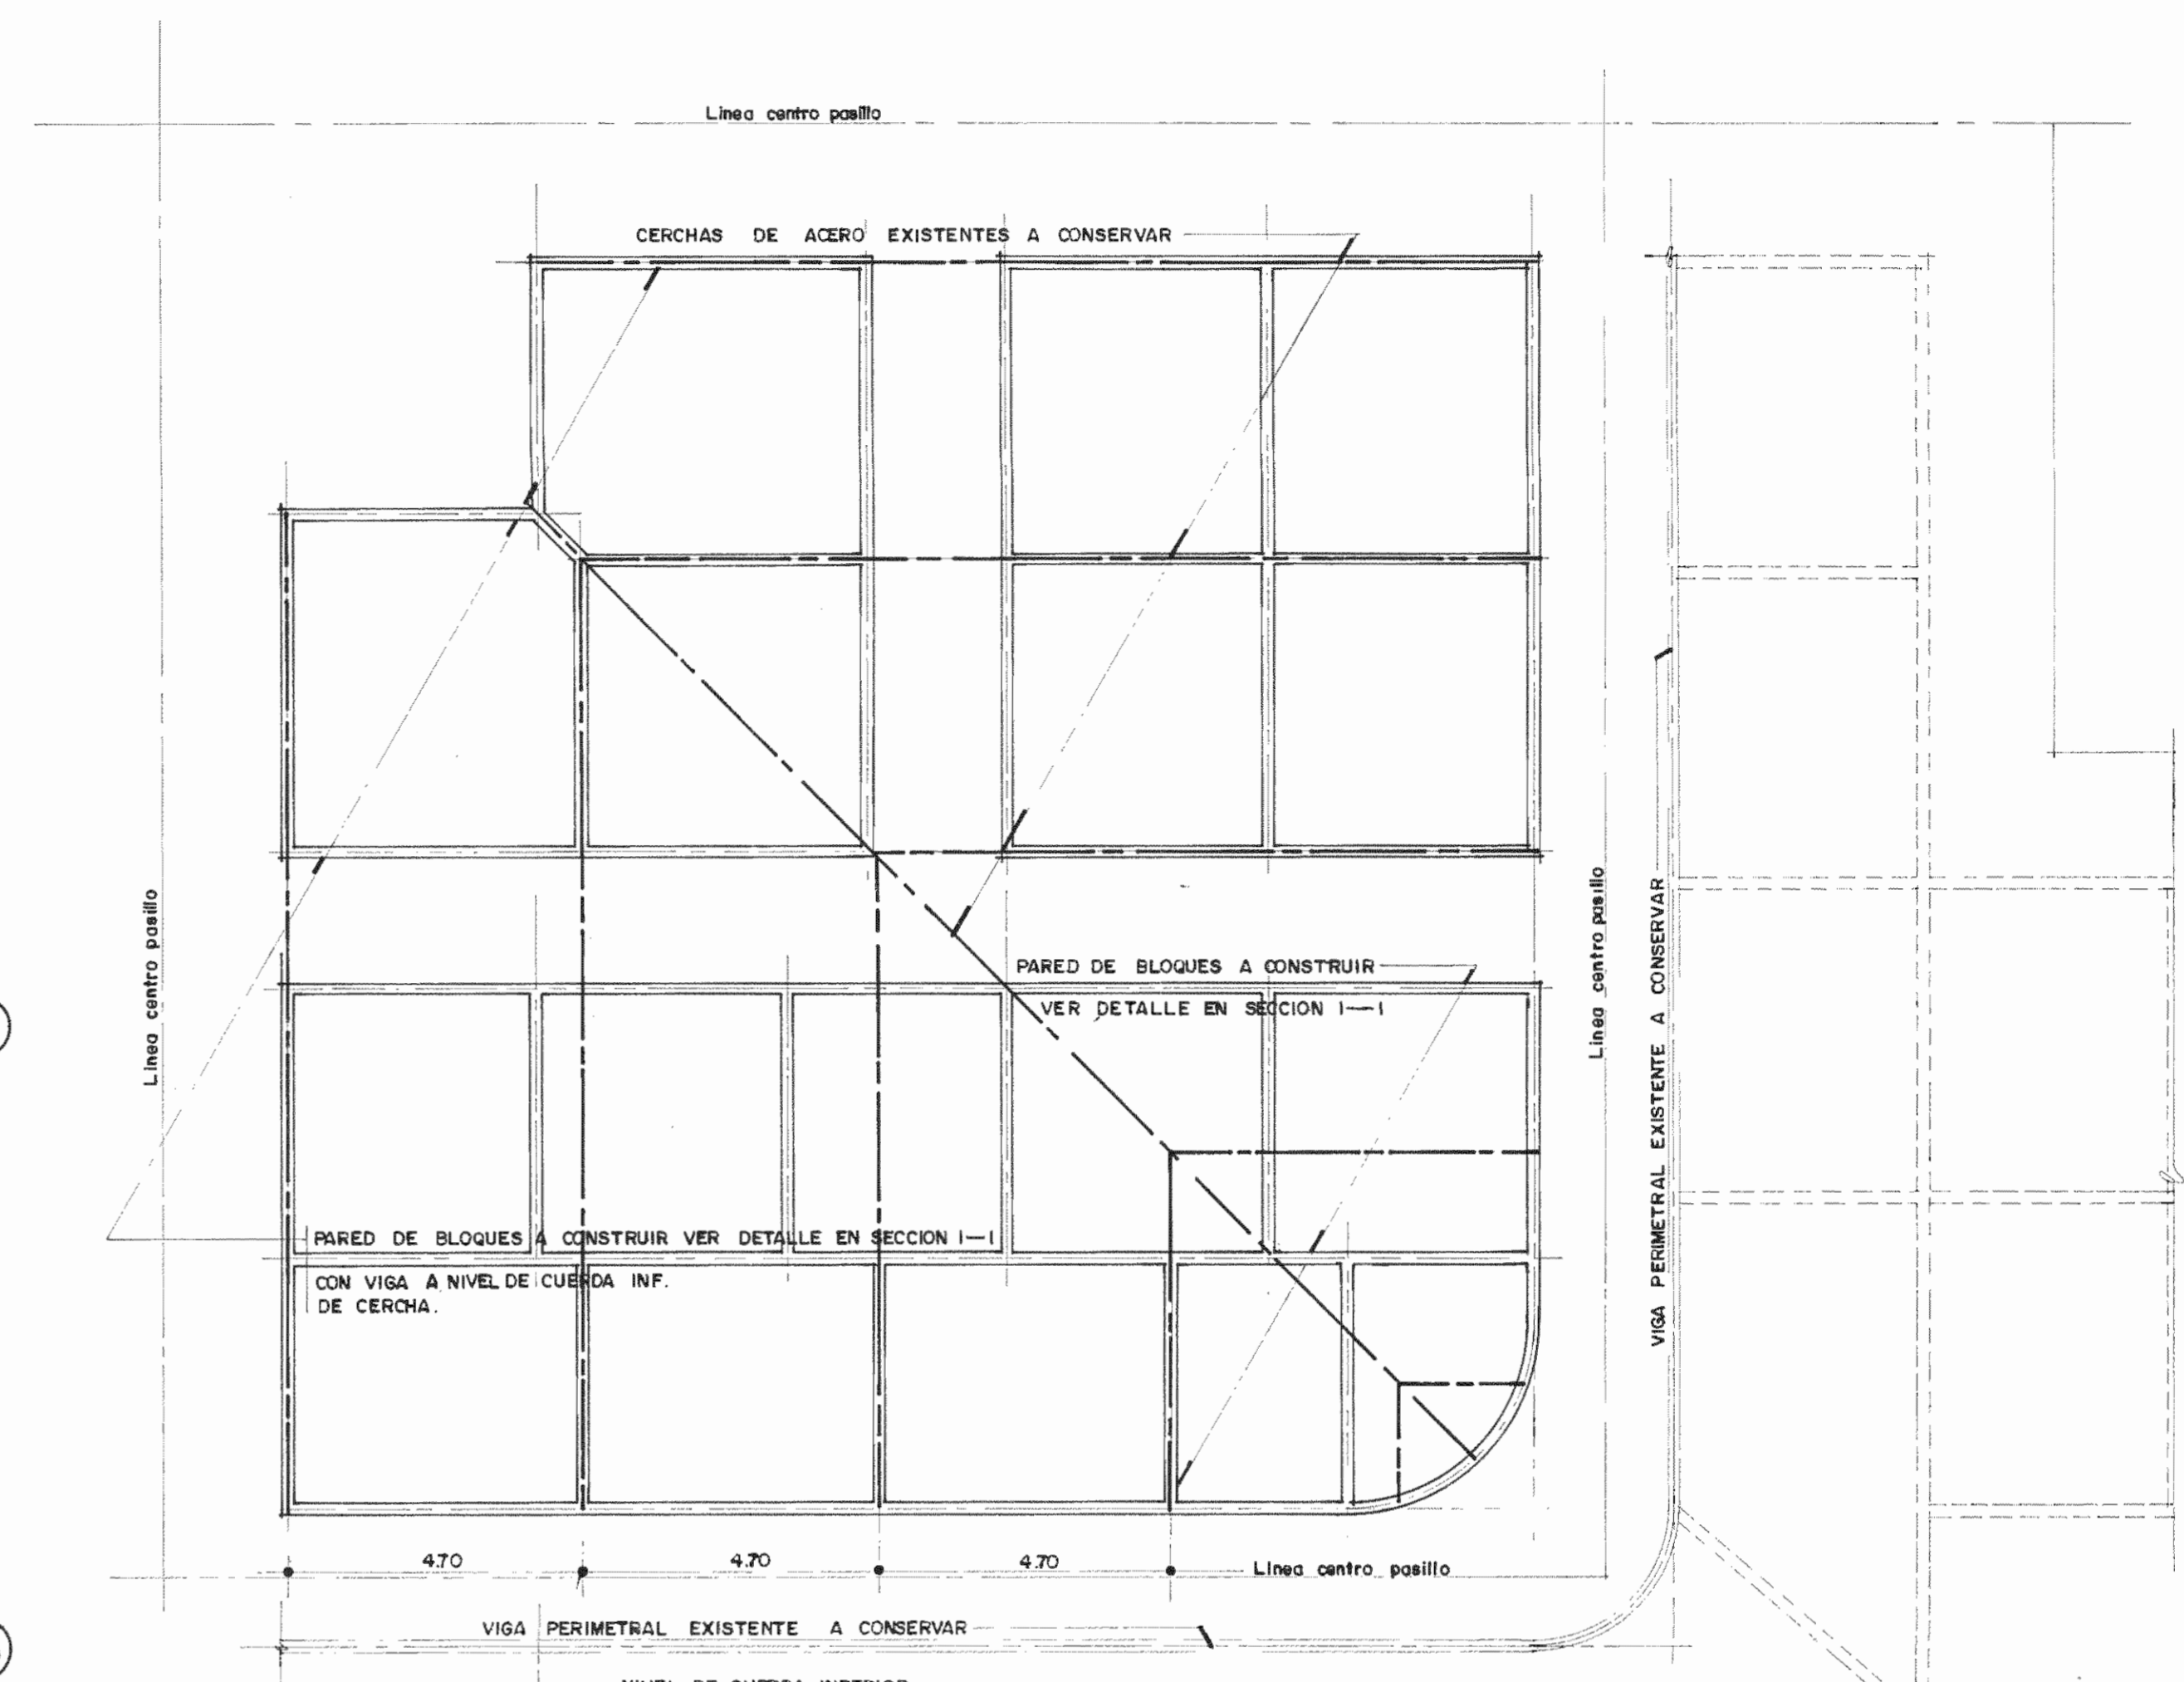 Linea centro pasillo
CERCHAS DE ACERO EXISTENTES A CONSERVAR
Linea centro pasillo
Linea centro pasillo
VIGA PERIMETRAL EXISTENTE A CONSERVAR
PARED DE BLOQUES A CONSTRUIR
VER DETALLE EN SECCION I—I
PARED DE BLOQUES A CONSTRUIR VER DETALLE EN SECCION I—I
CON VIGA A NIVEL DE CUERDA INF.
DE CERCHA.
4.70
4.70
4.70
Linea centro pasillo
VIGA PERIMETRAL EXISTENTE A CONSERVAR